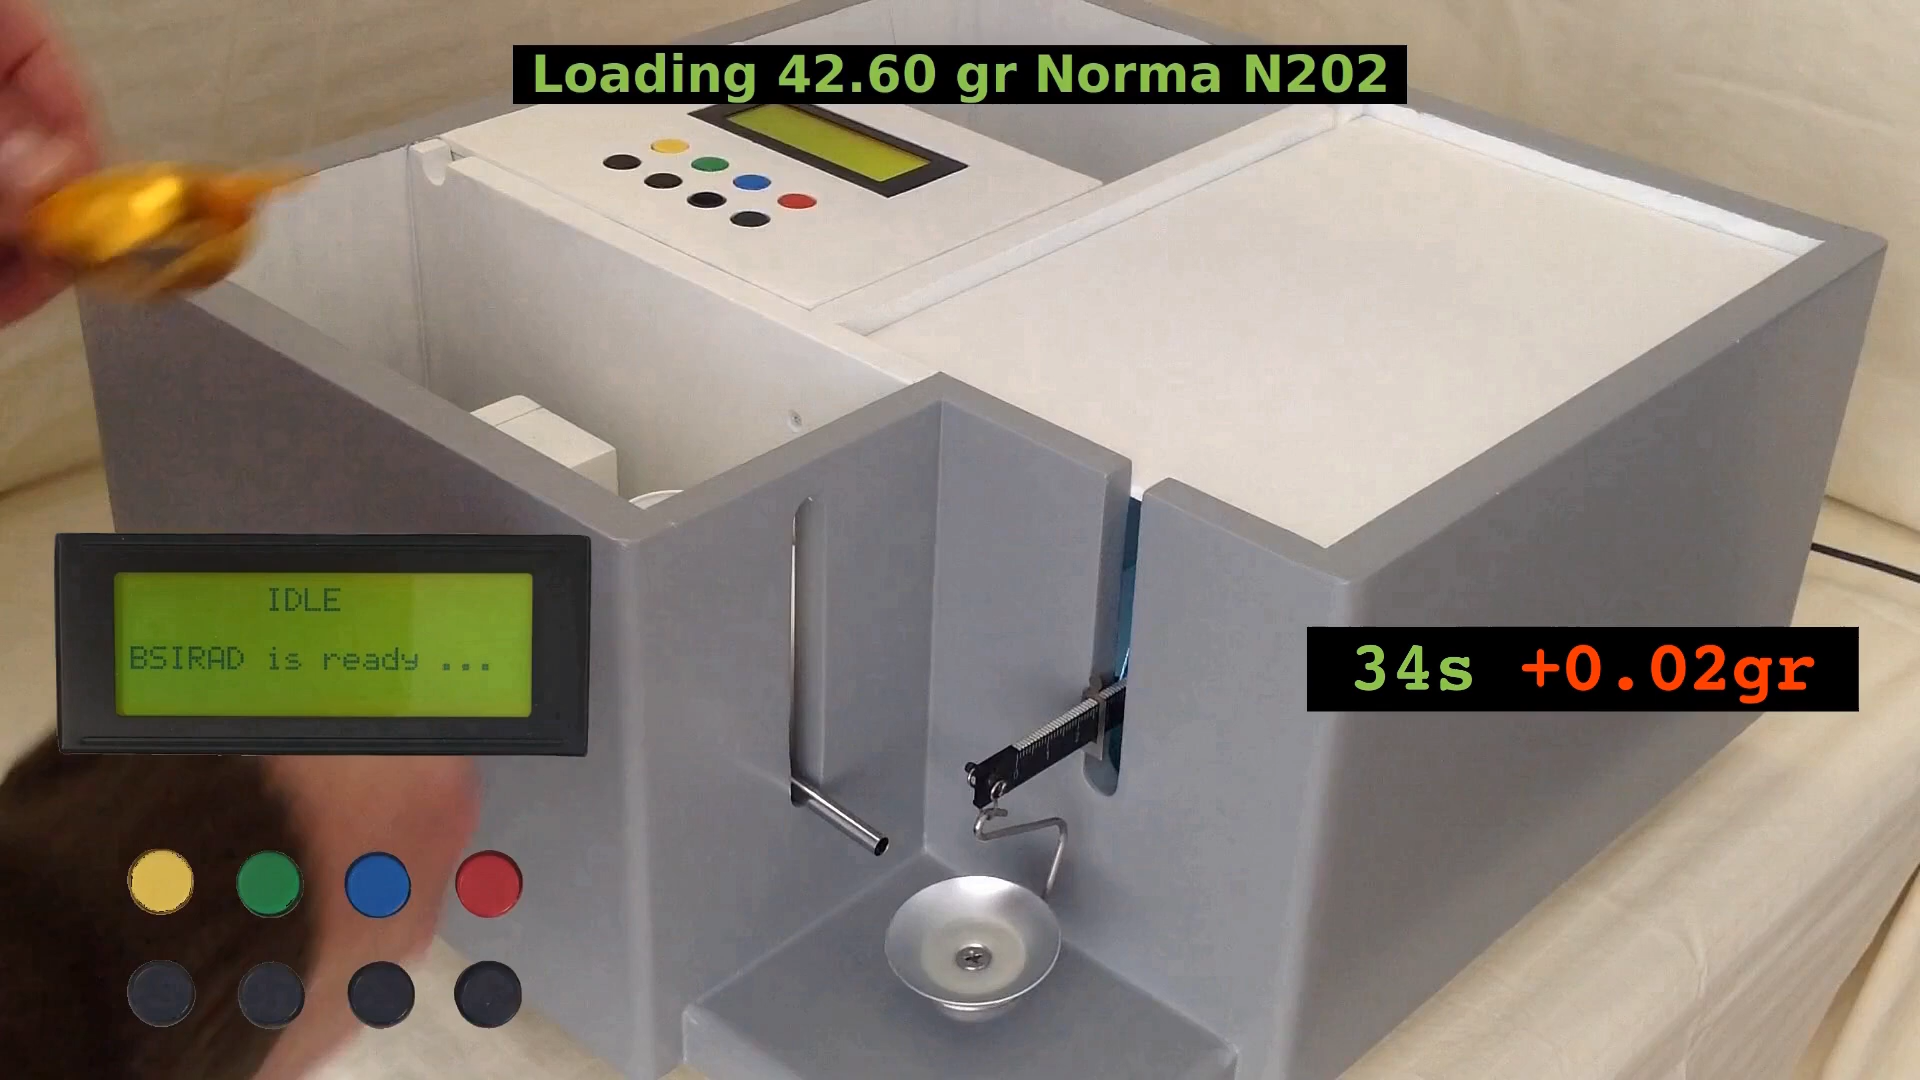 Loading 42.60 gr Norma N202
IDLE
BSIRAD is ready ...
34s +0.02gr